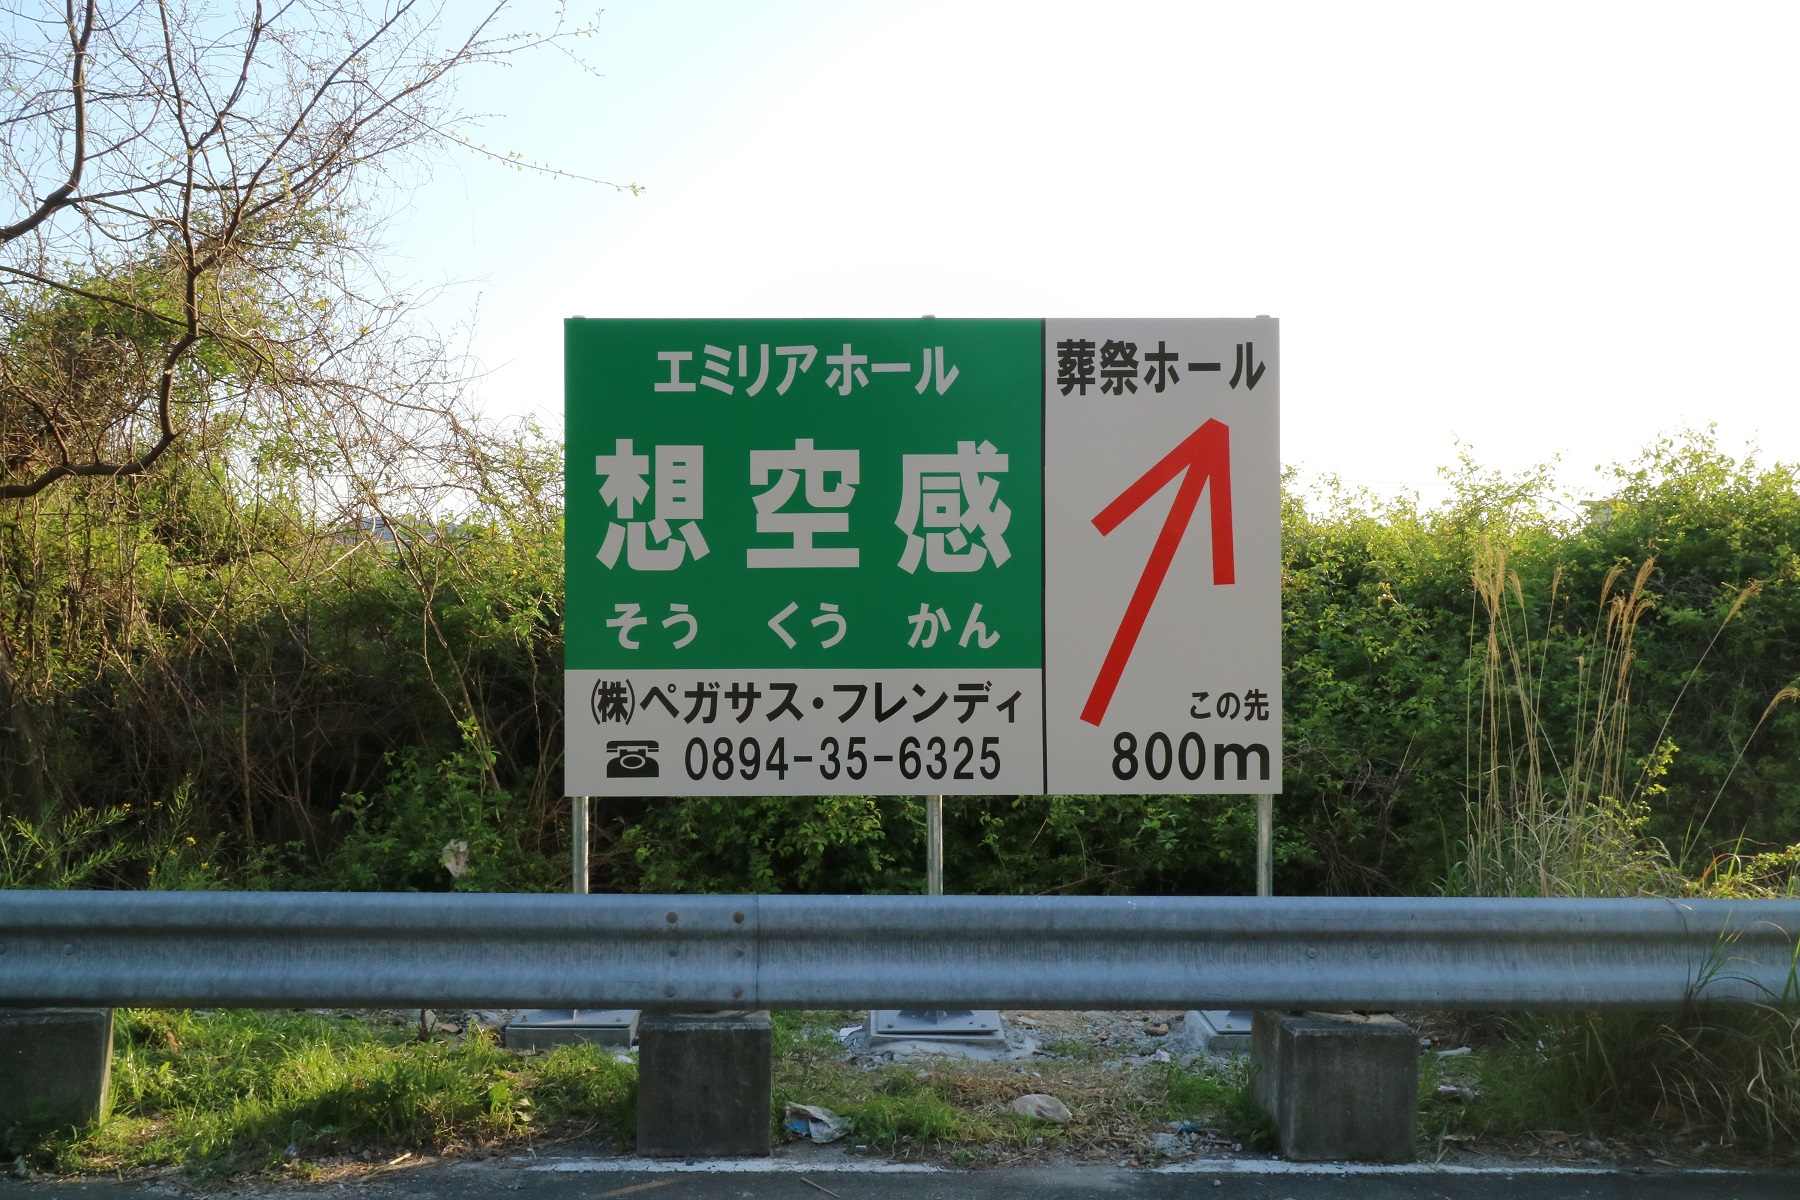 エミリアホール
想空感
そう くう かん
㈱ペガサス・フレンディ
☎ 0894-35-6325
葬祭ホール
この先
800m